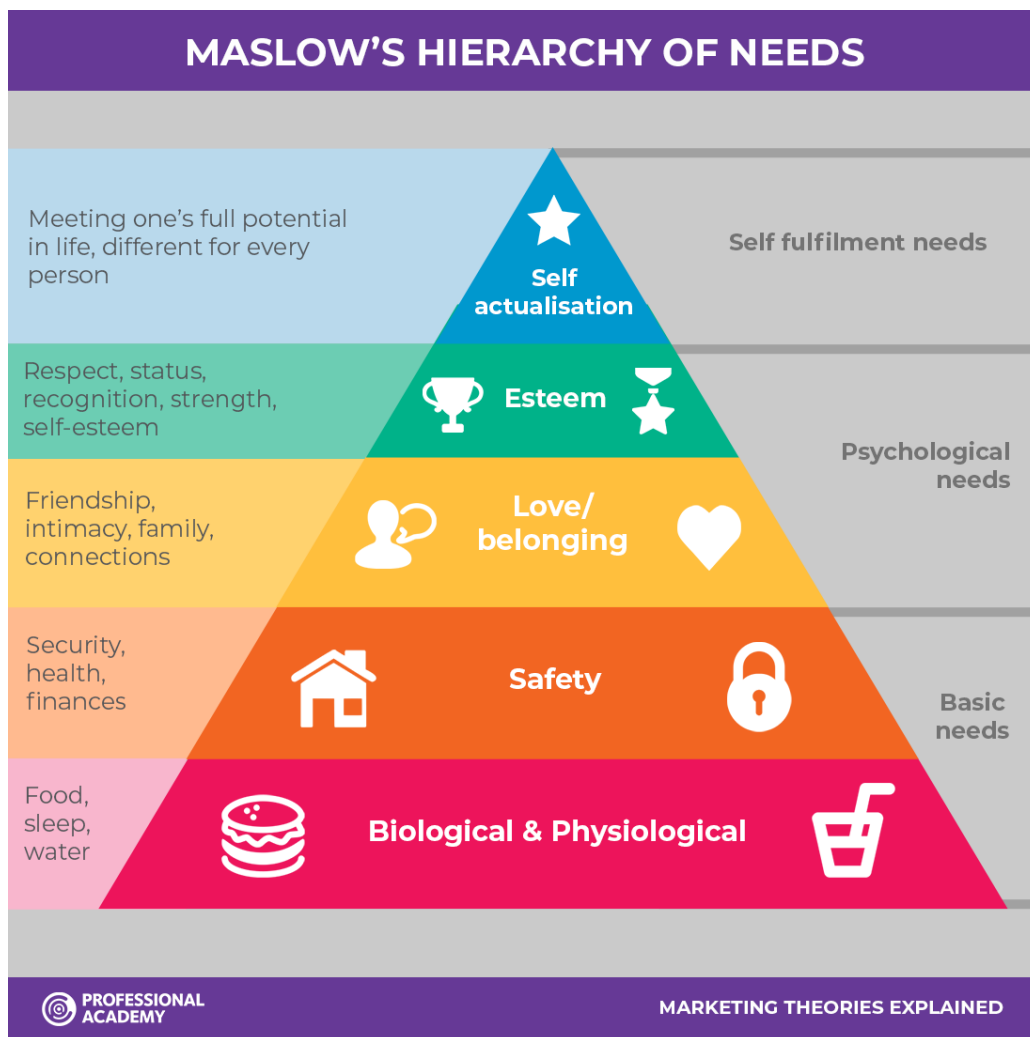 MASLOW’S HIERARCHY OF NEEDS
Meeting one’s full potential
in life, different for every
person
Self
actualisation
Self fulfilment needs
Respect, status,
recognition, strength,
self-esteem
Esteem
Psychological
needs
Friendship,
intimacy, family,
connections
Love/
belonging
Security,
health,
finances
Safety
Basic
needs
Food,
sleep,
water
Biological & Physiological
PROFESSIONAL
ACADEMY
MARKETING THEORIES EXPLAINED